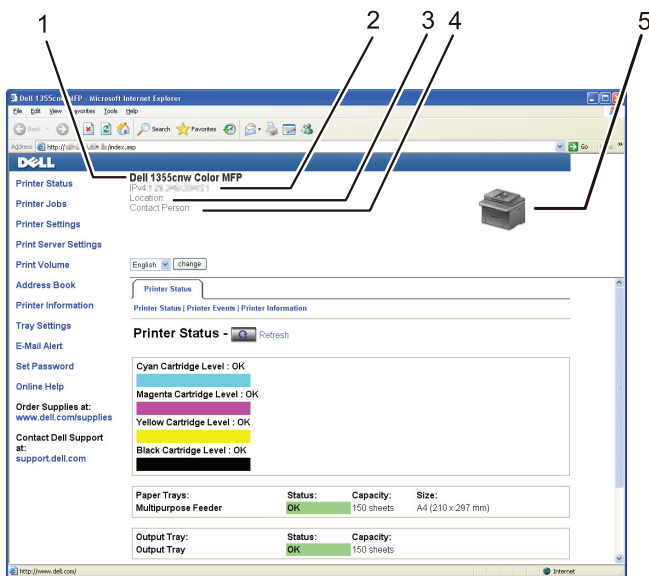 1 2 3 4 5
Dell 1355cnw MFP - Microsoft Internet Explorer
File Edit View Favorites Tools Help
Back Search Favorites
Address http:// /index.asp Go
DELL
Dell 1355cnw Color MFP
IPv4:
Location:
Contact Person:
Printer Status
Printer Jobs
Printer Settings
Print Server Settings
Print Volume
Address Book
Printer Information
Tray Settings
E-Mail Alert
Set Password
Online Help
Order Supplies at:
www.dell.com/supplies
Contact Dell Support
at:
support.dell.com
English change
Printer Status
Printer Status | Printer Events | Printer Information
Printer Status - Refresh
Cyan Cartridge Level : OK
Magenta Cartridge Level : OK
Yellow Cartridge Level : OK
Black Cartridge Level : OK
Paper Trays: Status: Capacity: Size:
Multipurpose Feeder OK 150 sheets A4 (210 x 297 mm)
Output Tray: Status: Capacity:
Output Tray OK 150 sheets
http://www.dell.com/ Internet